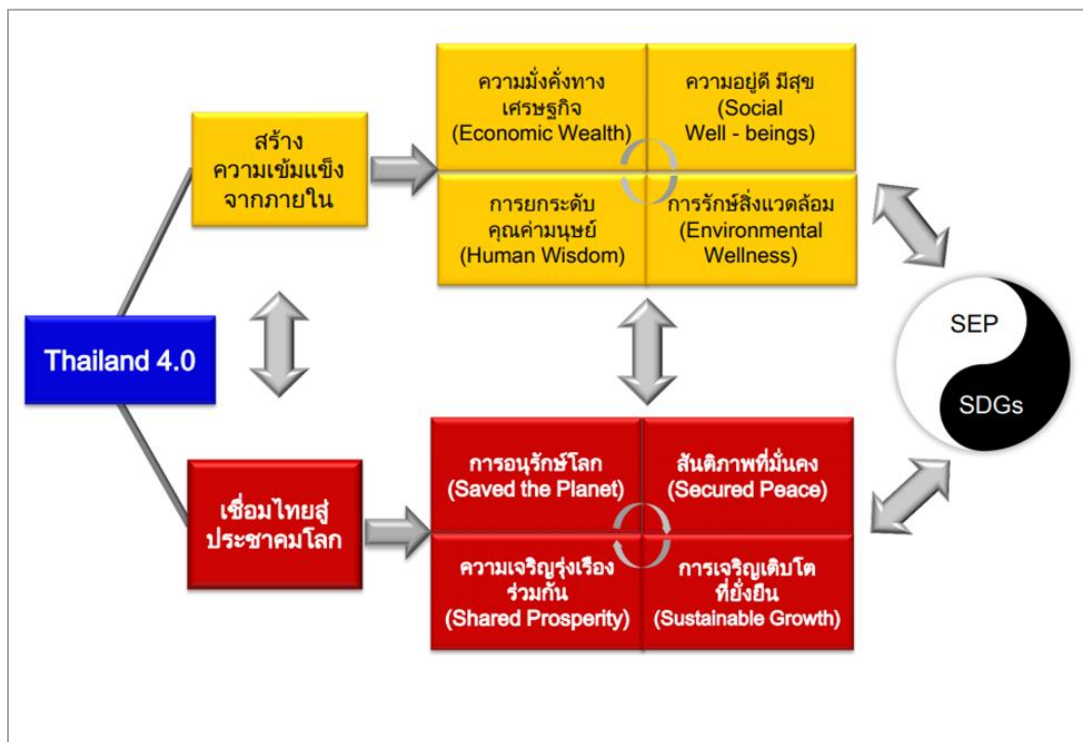 Thailand 4.0
สร้าง
ความเข้มแข็ง
จากภายใน
ความมั่งคั่งทาง
เศรษฐกิจ
(Economic Wealth)
ความอยู่ดี มีสุข
(Social
Well - beings)
การยกระดับ
คุณค่ามนุษย์
(Human Wisdom)
การรักษ์สิ่งแวดล้อม
(Environmental
Wellness)
เชื่อมไทยสู่
ประชาคมโลก
การอนุรักษ์โลก
(Saved the Planet)
สันติภาพที่มั่นคง
(Secured Peace)
ความเจริญรุ่งเรือง
ร่วมกัน
(Shared Prosperity)
การเจริญเติบโต
ที่ยั่งยืน
(Sustainable Growth)
SEP
SDGs